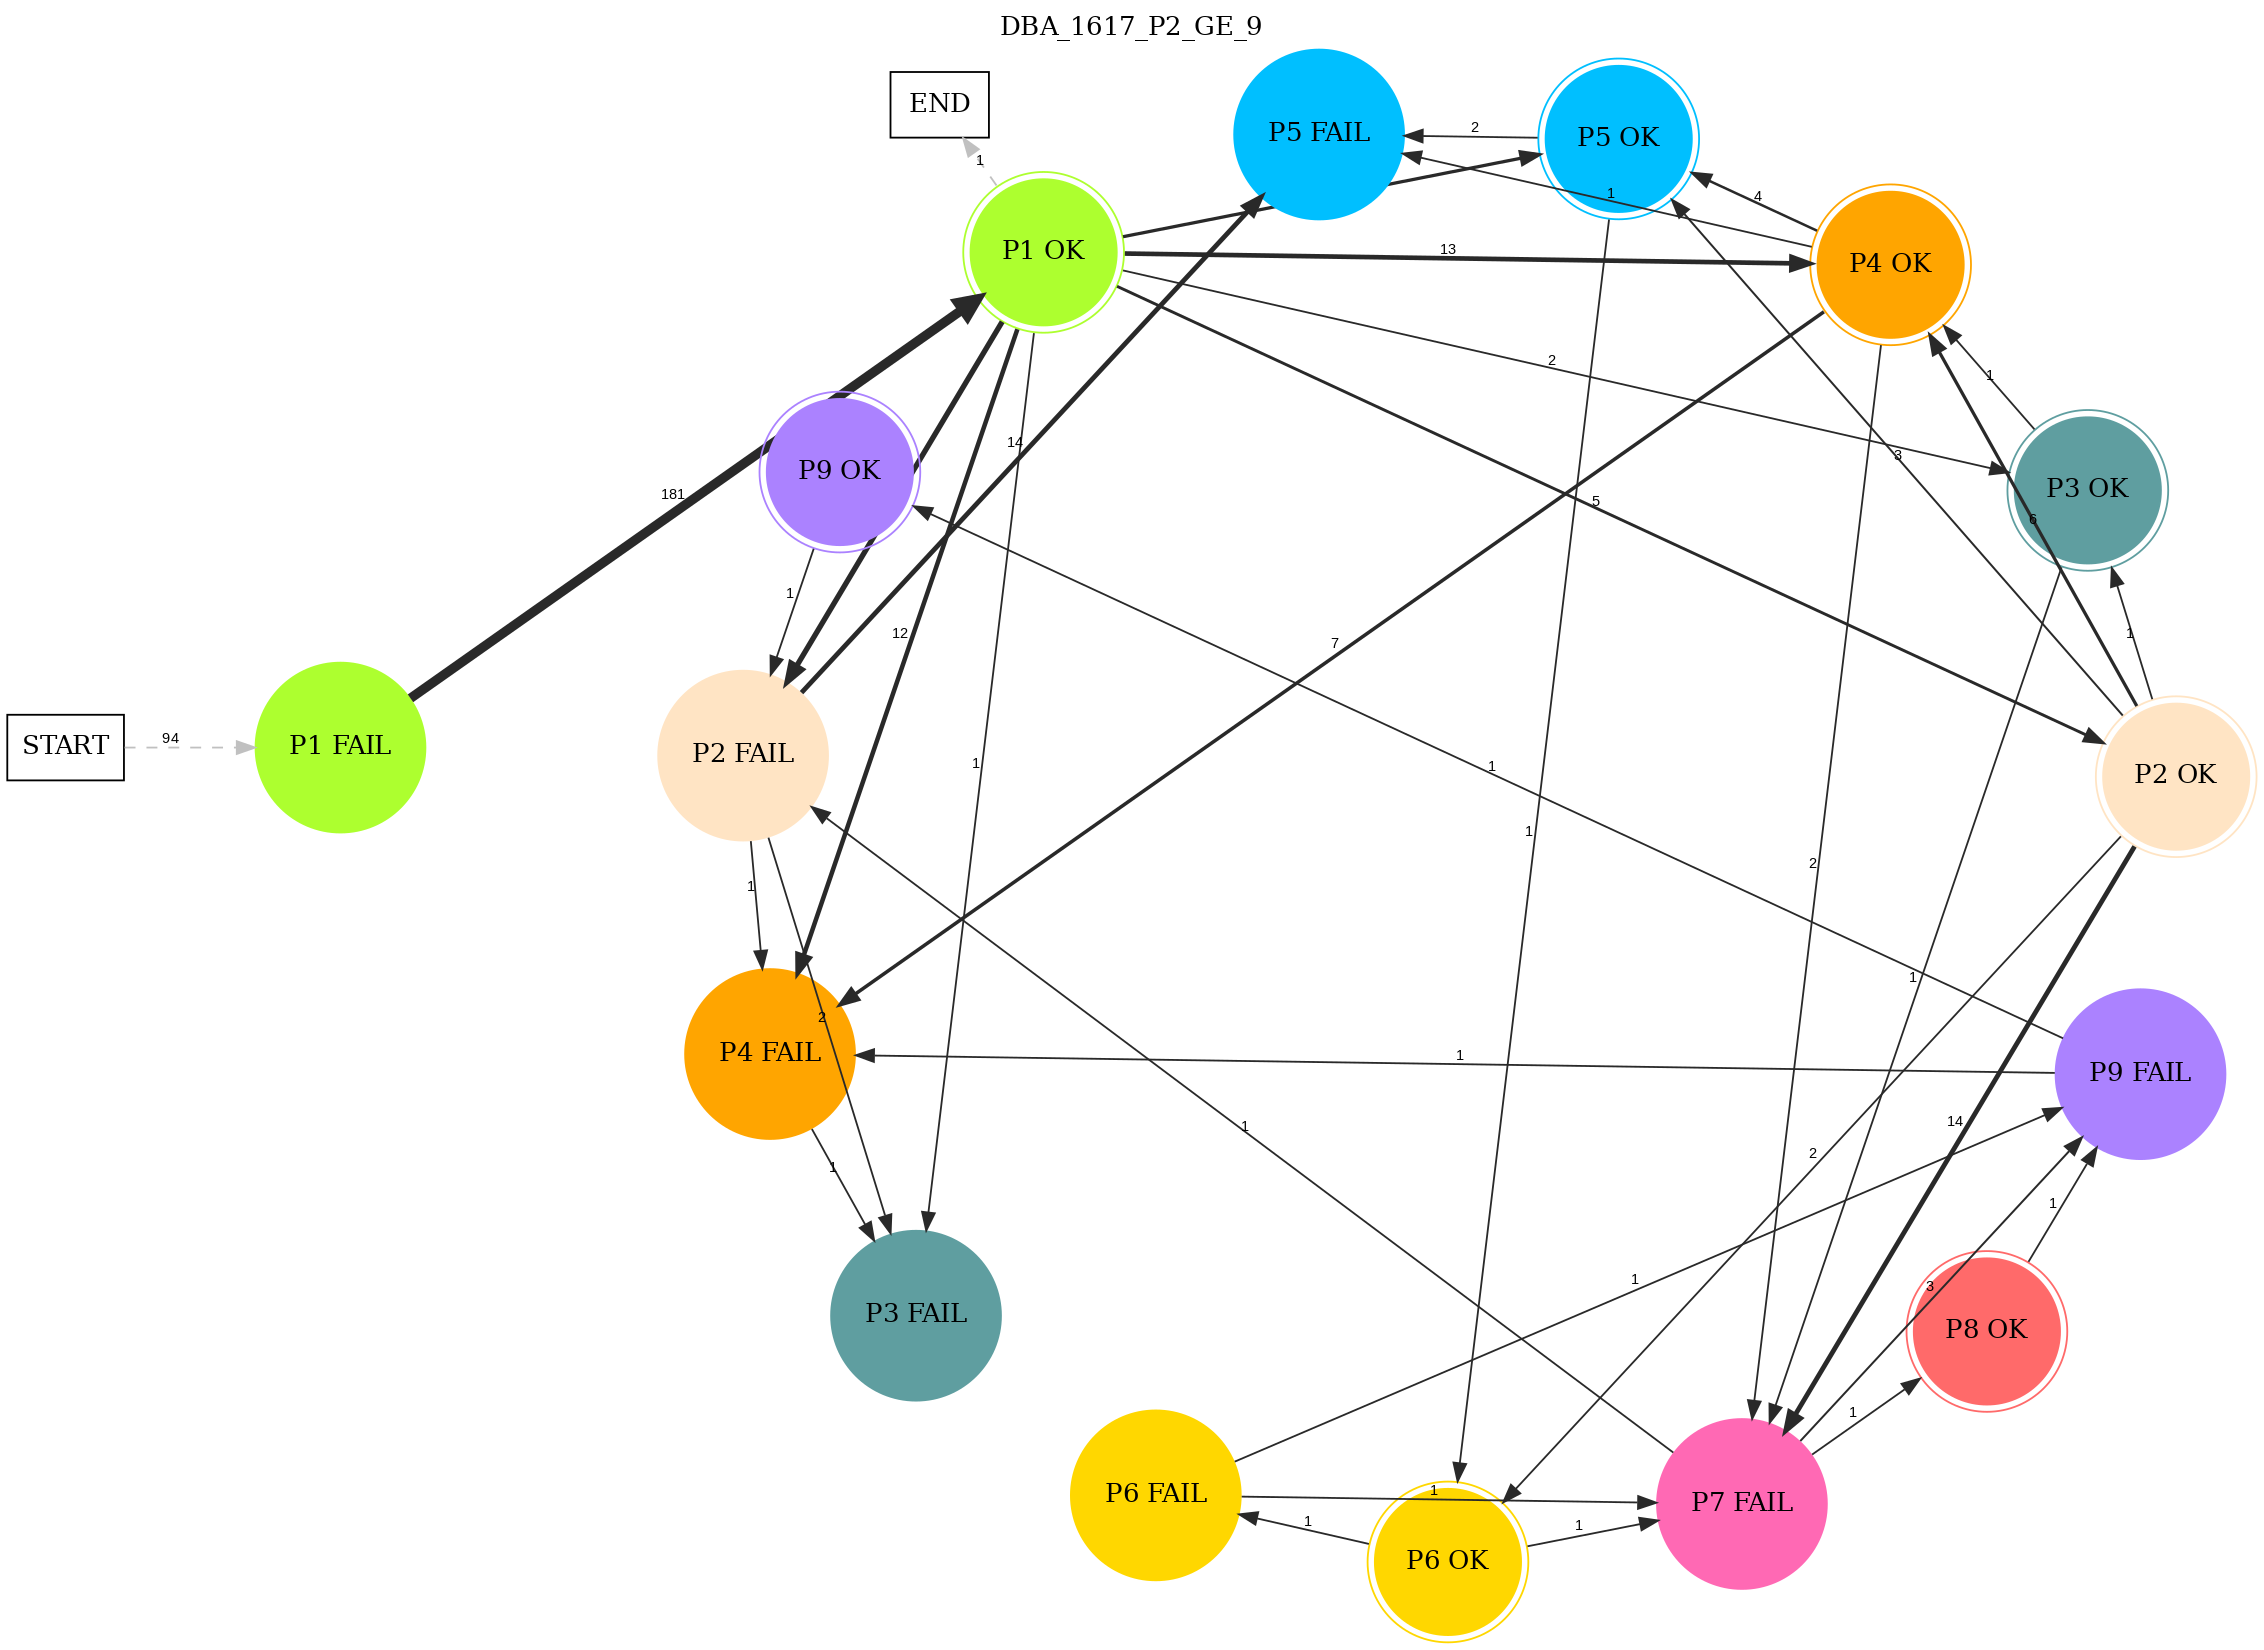 DBA_1617_P2_GE_9
END
P5 FAIL
P5 OK
2
1
P1 OK
1
4
P4 OK
13
2
1
P9 OK
181
14
3
5
6
P3 OK
1
12
7
1
START
94
P1 FAIL
P2 FAIL
1
1
P2 OK
1
2
1
1
P4 FAIL
2
1
1
P9 FAIL
1
14
2
1
1
P3 FAIL
1
3
P8 OK
1
P6 FAIL
1
1
1
P6 OK
P7 FAIL